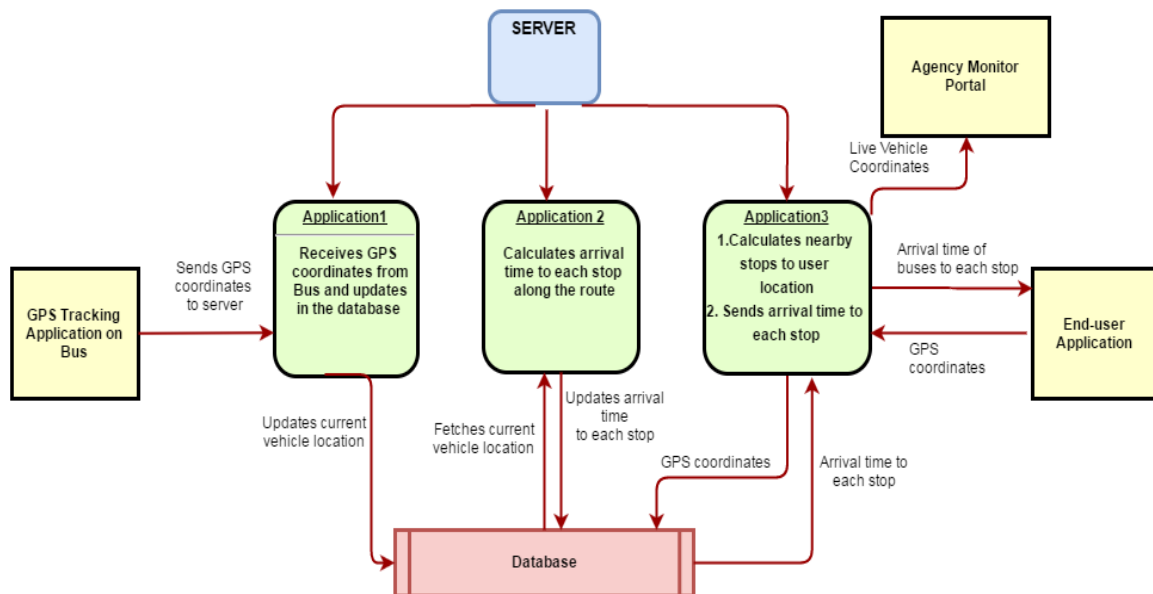 SERVER
Agency Monitor
Portal
Live Vehicle
Coordinates
Application1
Receives GPS
coordinates from
Bus and updates
in the database
Application 2
Calculates arrival
time to each stop
along the route
Application3
1.Calculates nearby
stops to user
location
2. Sends arrival time to
each stop
Arrival time of
buses to each stop
Sends GPS
coordinates
to server
GPS Tracking
Application on
Bus
End-user
Application
GPS
coordinates
Updates current
vehicle location
Fetches current
vehicle location
Updates arrival
time
to each stop
GPS coordinates
Arrival time to
each stop
Database